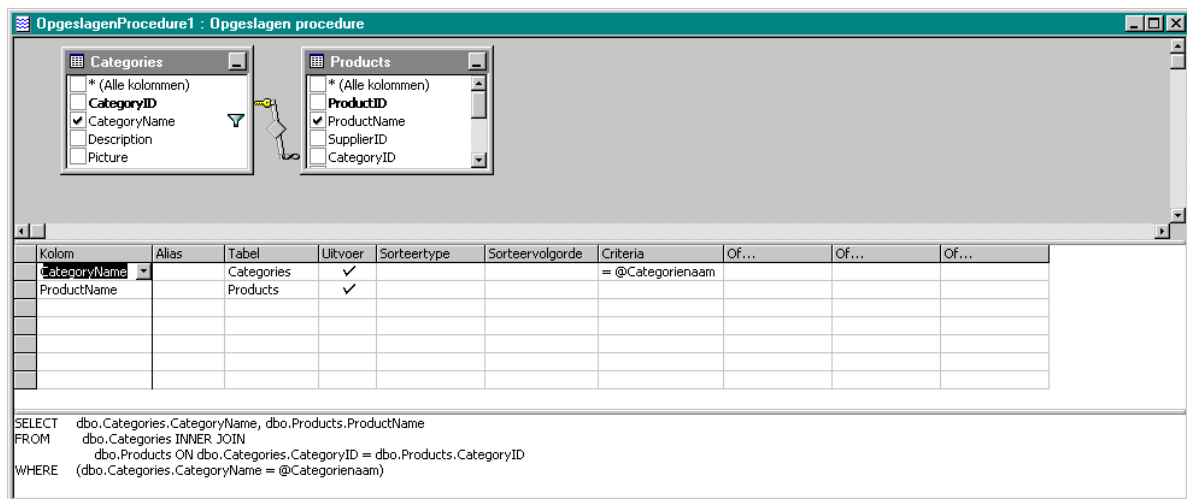 OpgeslagenProcedure1 : Opgeslagen procedure
Categories
* (Alle kolommen)
CategoryID
CategoryName
Description
Picture
Products
* (Alle kolommen)
ProductID
ProductName
SupplierID
CategoryID
Kolom Alias Tabel Uitvoer Sorteertype Sorteervolgorde Criteria Of... Of... Of...
CategoryName Categories = @Categorienaam
ProductName Products
SELECT dbo.Categories.CategoryName, dbo.Products.ProductName
FROM dbo.Categories INNER JOIN
dbo.Products ON dbo.Categories.CategoryID = dbo.Products.CategoryID
WHERE (dbo.Categories.CategoryName = @Categorienaam)